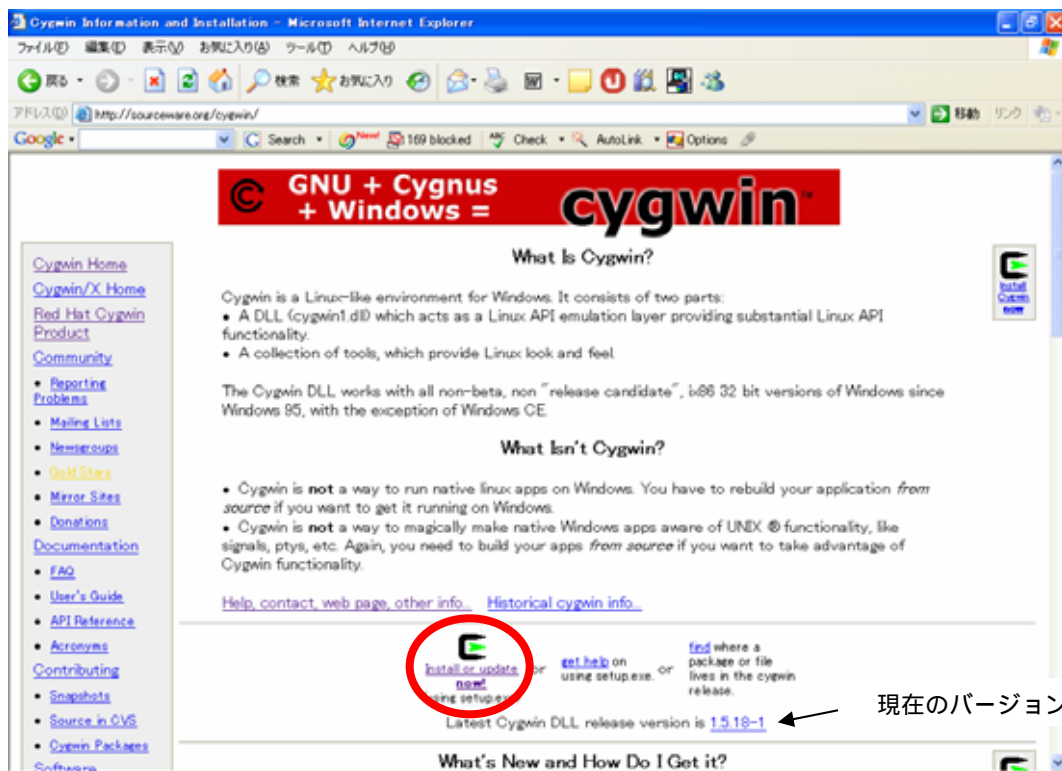 Cygwin Information and Installation - Microsoft Internet Explorer
ファイル(F) 編集(E) 表示(V) お気に入り(A) ツール(T) ヘルプ(H)
戻る 検索 お気に入り
アドレス(D) http://sourceware.org/cygwin/ 移動 リンク
Google Search New! 169 blocked Check AutoLink Options
GNU + Cygnus
+ Windows =
cygwin™
Cygwin Home
Cygwin/X Home
Red Hat Cygwin
Product
Community
• Reporting
Problems
• Mailing Lists
• Newsgroups
• Gold Stars
• Mirror Sites
• Donations
Documentation
• FAQ
• User's Guide
• API Reference
• Acronyms
Contributing
• Snapshots
• Source in CVS
• Cygwin Packages
Software
What Is Cygwin?
Cygwin is a Linux-like environment for Windows. It consists of two parts:
• A DLL (cygwin1.dll) which acts as a Linux API emulation layer providing substantial Linux API
functionality.
• A collection of tools, which provide Linux look and feel.
The Cygwin DLL works with all non-beta, non "release candidate", ix86 32 bit versions of Windows since
Windows 95, with the exception of Windows CE.
What Isn't Cygwin?
• Cygwin is not a way to run native linux apps on Windows. You have to rebuild your application from
source if you want to get it running on Windows.
• Cygwin is not a way to magically make native Windows apps aware of UNIX ® functionality, like
signals, ptys, etc. Again, you need to build your apps from source if you want to take advantage of
Cygwin functionality.
Help, contact, web page, other info... Historical cygwin info...
Install or update
now!
using setup.exe
or
get help on
using setup.exe.
or
find where a
package or file
lives in the cygwin
release.
Latest Cygwin DLL release version is 1.5.18-1
現在のバージョン
What's New and How Do I Get it?
Install
Cygwin
now